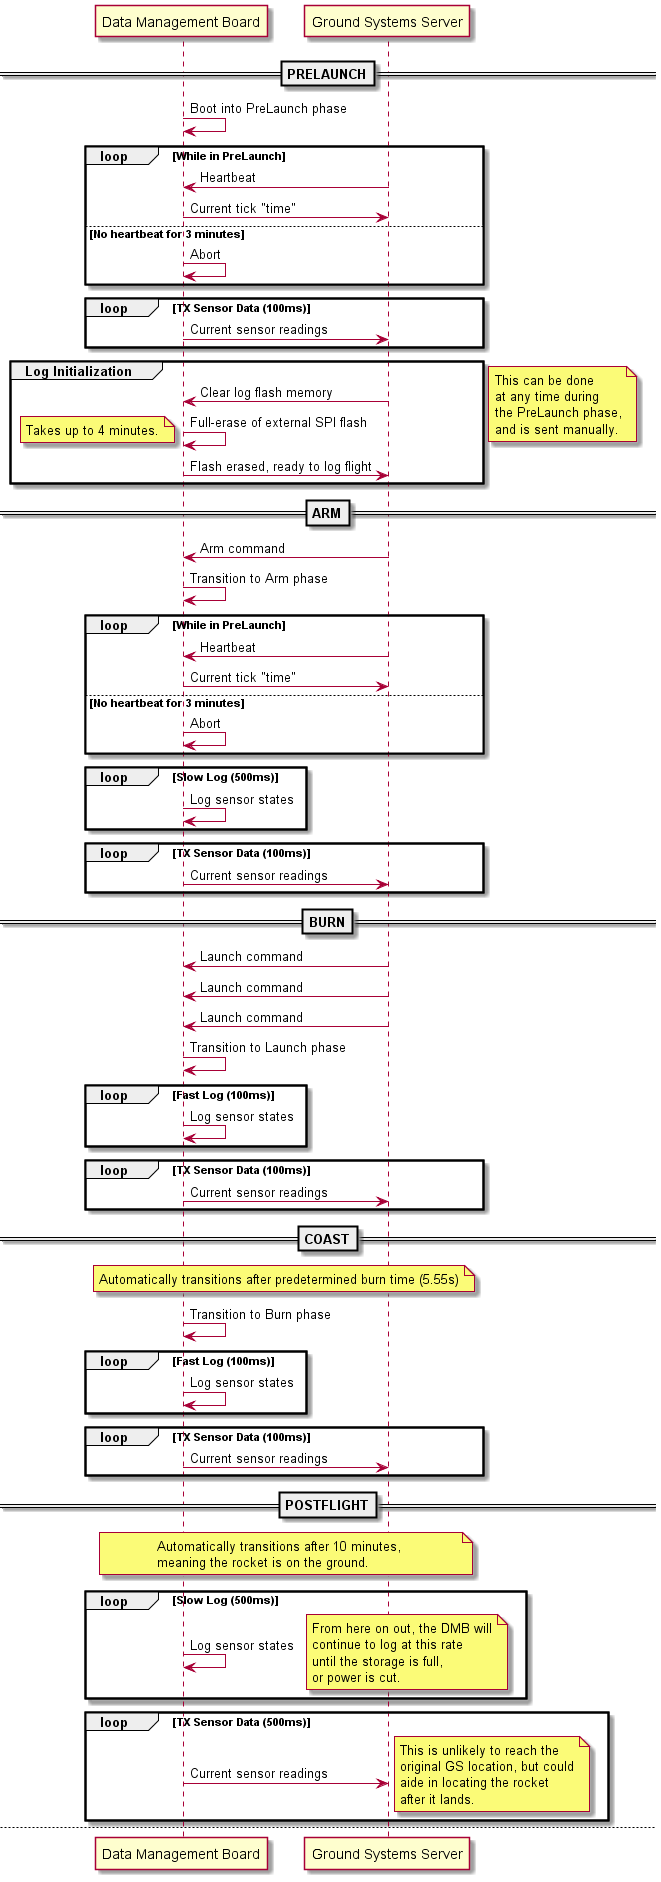 Data Management Board
Ground Systems Server
PRELAUNCH
Boot into PreLaunch phase
loop
[While in PreLaunch]
Heartbeat
Current tick "time"
[No heartbeat for 3 minutes]
Abort
loop
[TX Sensor Data (100ms)]
Current sensor readings
Log Initialization
This can be done
at any time during
the PreLaunch phase,
and is sent manually.
Clear log flash memory
Takes up to 4 minutes.
Full-erase of external SPI flash
Flash erased, ready to log flight
ARM
Arm command
Transition to Arm phase
loop
[While in PreLaunch]
Heartbeat
Current tick "time"
[No heartbeat for 3 minutes]
Abort
loop
[Slow Log (500ms)]
Log sensor states
loop
[TX Sensor Data (100ms)]
Current sensor readings
BURN
Launch command
Launch command
Launch command
Transition to Launch phase
loop
[Fast Log (100ms)]
Log sensor states
loop
[TX Sensor Data (100ms)]
Current sensor readings
COAST
Automatically transitions after predetermined burn time (5.55s)
Transition to Burn phase
loop
[Fast Log (100ms)]
Log sensor states
loop
[TX Sensor Data (100ms)]
Current sensor readings
POSTFLIGHT
Automatically transitions after 10 minutes,
meaning the rocket is on the ground.
loop
[Slow Log (500ms)]
Log sensor states
From here on out, the DMB will
continue to log at this rate
until the storage is full,
or power is cut.
loop
[TX Sensor Data (500ms)]
Current sensor readings
This is unlikely to reach the
original GS location, but could
aide in locating the rocket
after it lands.
Data Management Board
Ground Systems Server